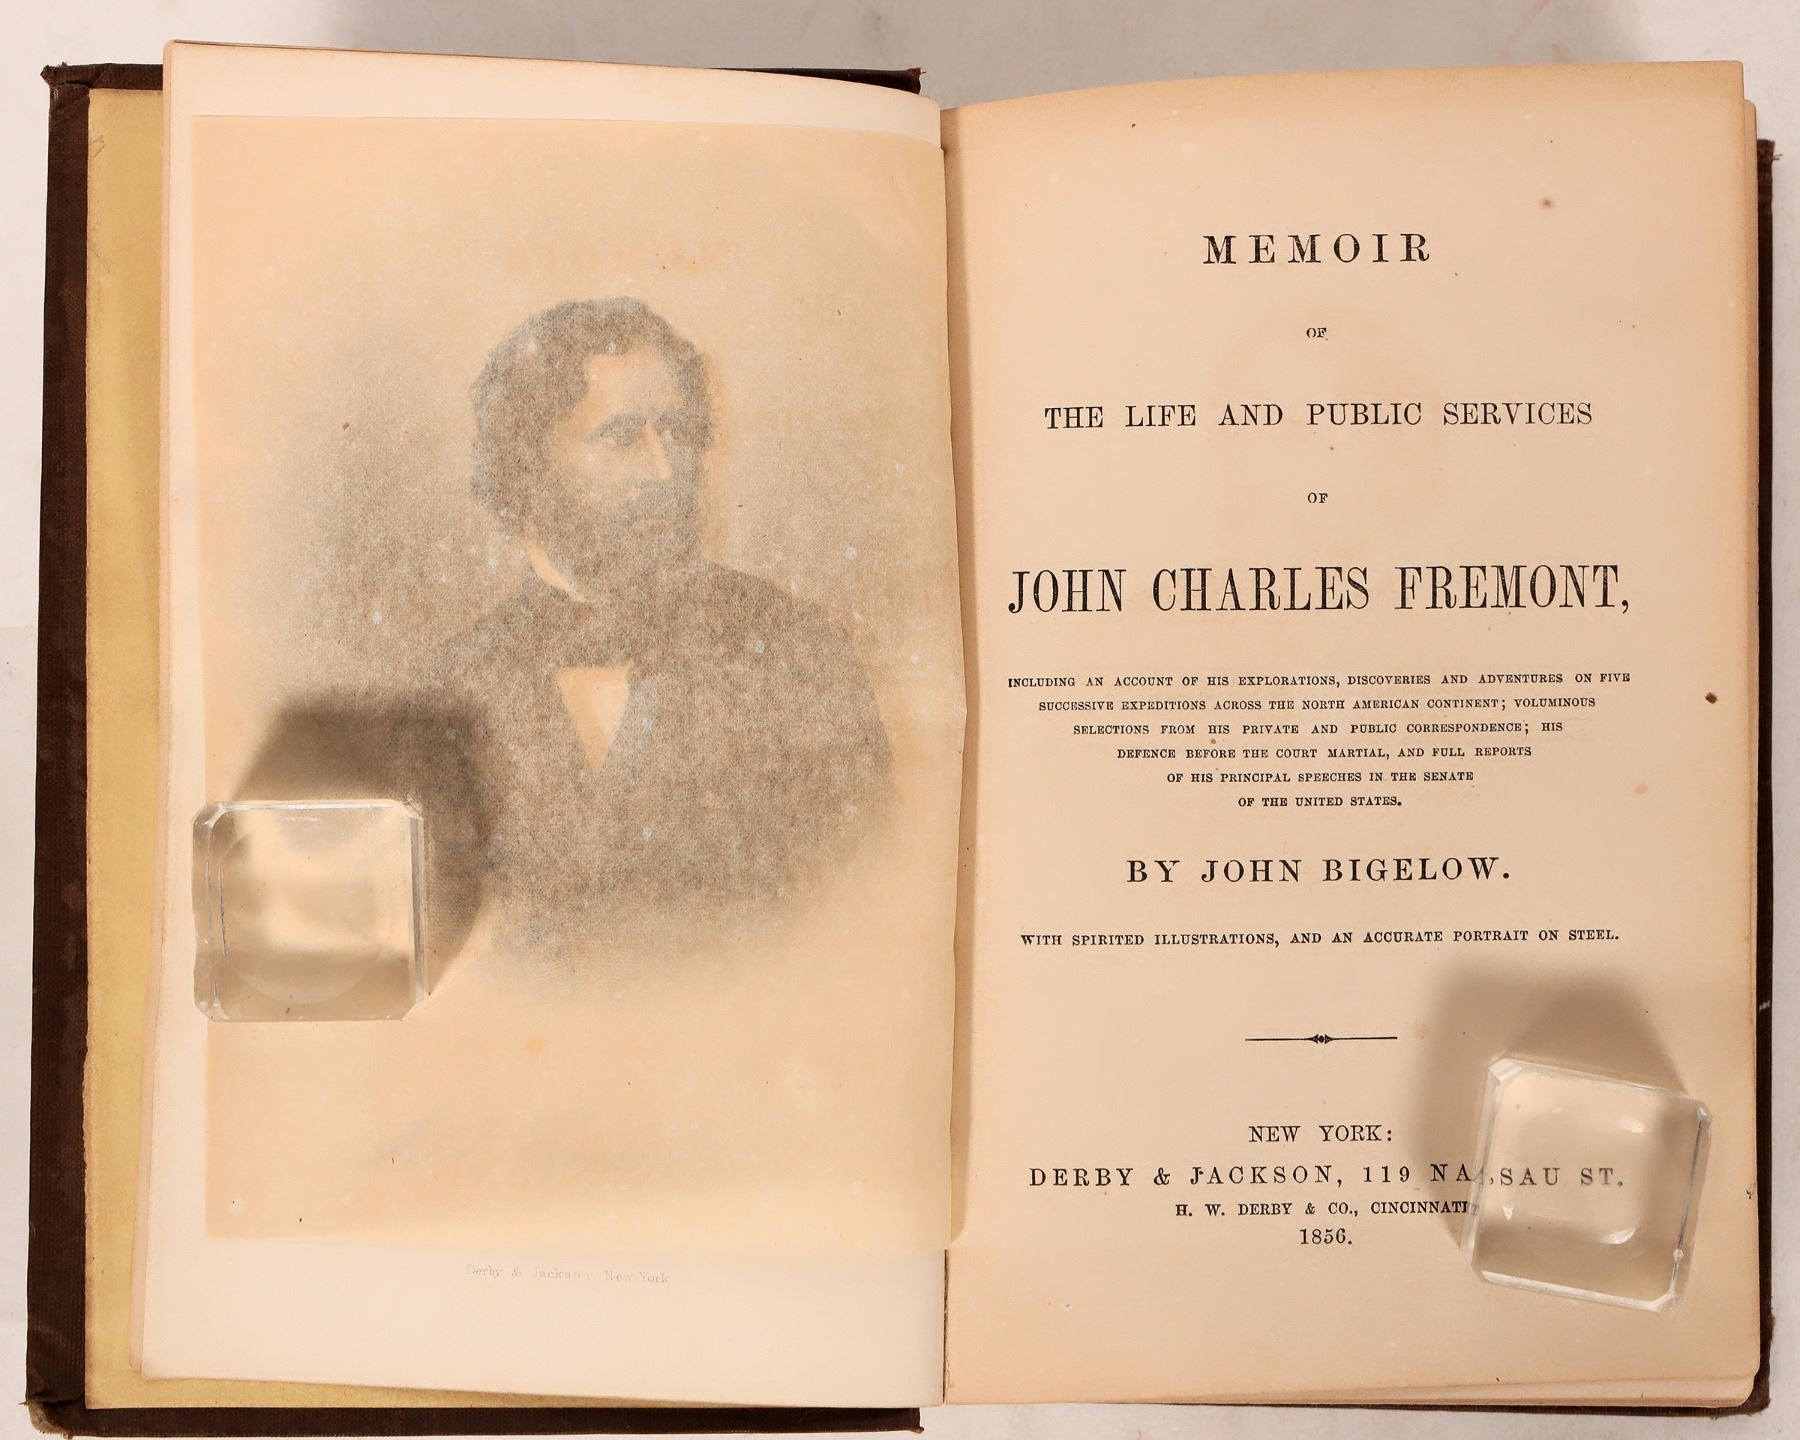 Derby & Jackson, New York
MEMOIR
OF
THE LIFE AND PUBLIC SERVICES
OF
JOHN CHARLES FREMONT,
INCLUDING AN ACCOUNT OF HIS EXPLORATIONS, DISCOVERIES AND ADVENTURES ON FIVE
SUCCESSIVE EXPEDITIONS ACROSS THE NORTH AMERICAN CONTINENT; VOLUMINOUS
SELECTIONS FROM HIS PRIVATE AND PUBLIC CORRESPONDENCE; HIS
DEFENCE BEFORE THE COURT MARTIAL, AND FULL REPORTS
OF HIS PRINCIPAL SPEECHES IN THE SENATE
OF THE UNITED STATES.
BY JOHN BIGELOW.
WITH SPIRITED ILLUSTRATIONS, AND AN ACCURATE PORTRAIT ON STEEL.
NEW YORK:
DERBY & JACKSON, 119 NASSAU ST.
H. W. DERBY & CO., CINCINNATI
1856.